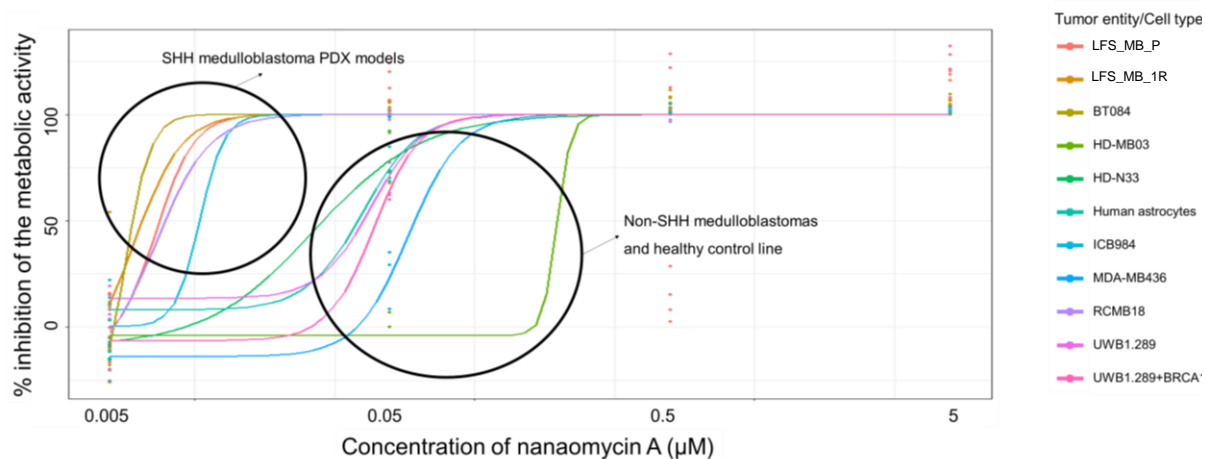 SHH medulloblastoma PDX models
% inhibition of the metabolic activity
100
50
0
Non-SHH medulloblastomas
and healthy control line
0.005
0.05
0.5
5
Concentration of nanaomycin A (µM)
Tumor entity/Cell type
LFS_MB_P
LFS_MB_1R
BT084
HD-MB03
HD-N33
Human astrocytes
ICB984
MDA-MB436
RCMB18
UWB1.289
UWB1.289+BRCA1